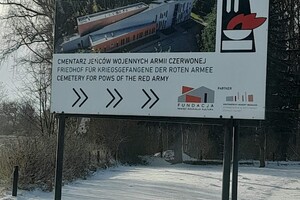 CMENTARZ JEŃCÓW WOJENNYCH ARMII CZERWONEJ
FRIEDHOF FÜR KRIEGSGEFANGENE DER ROTEN ARMEE
CEMETERY FOR POWS OF THE RED ARMY
FUNDACJA